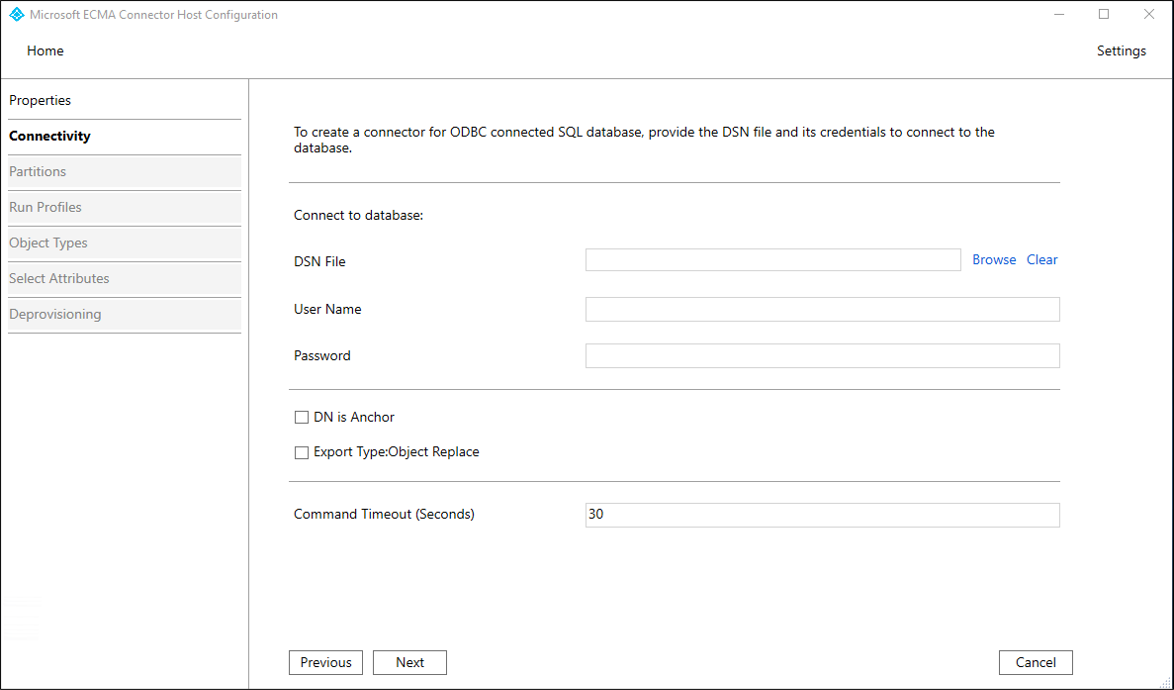 Microsoft ECMA Connector Host Configuration
Home
Settings
Properties
Connectivity
Partitions
Run Profiles
Object Types
Select Attributes
Deprovisioning
To create a connector for ODBC connected SQL database, provide the DSN file and its credentials to connect to the
database.
Connect to database:
DSN File
Browse Clear
User Name
Password
DN is Anchor
Export Type:Object Replace
Command Timeout (Seconds) 30
Previous Next Cancel